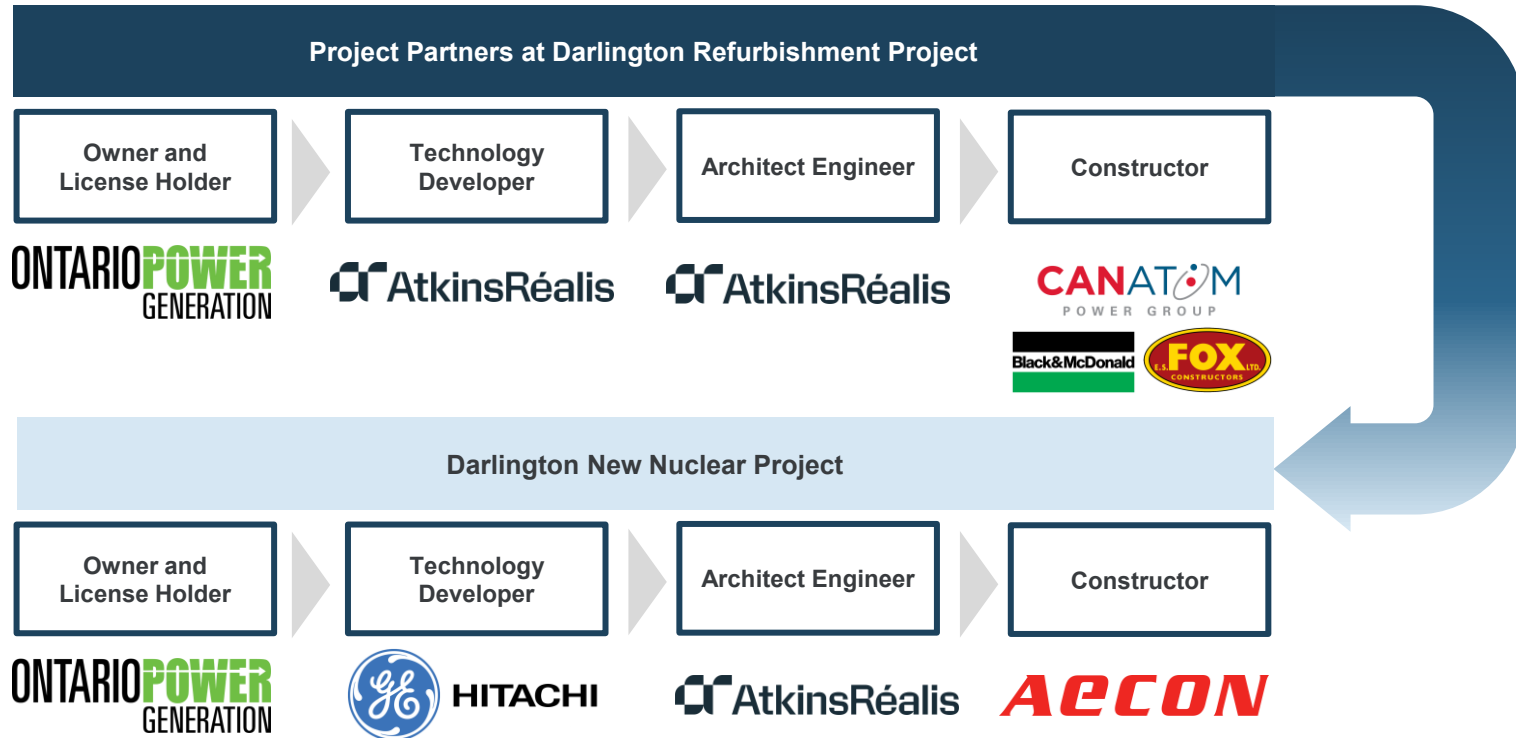 Project Partners at Darlington Refurbishment Project
Owner and
License Holder
Technology
Developer
Architect Engineer
Constructor
ONTARIOPOWER
GENERATION
AtkinsRéalis
AtkinsRéalis
CANATOM
POWER GROUP
Black&McDonald
E.S. FOX LTD.
CONSTRUCTORS
Darlington New Nuclear Project
Owner and
License Holder
Technology
Developer
Architect Engineer
Constructor
ONTARIOPOWER
GENERATION
GE HITACHI
AtkinsRéalis
AECON